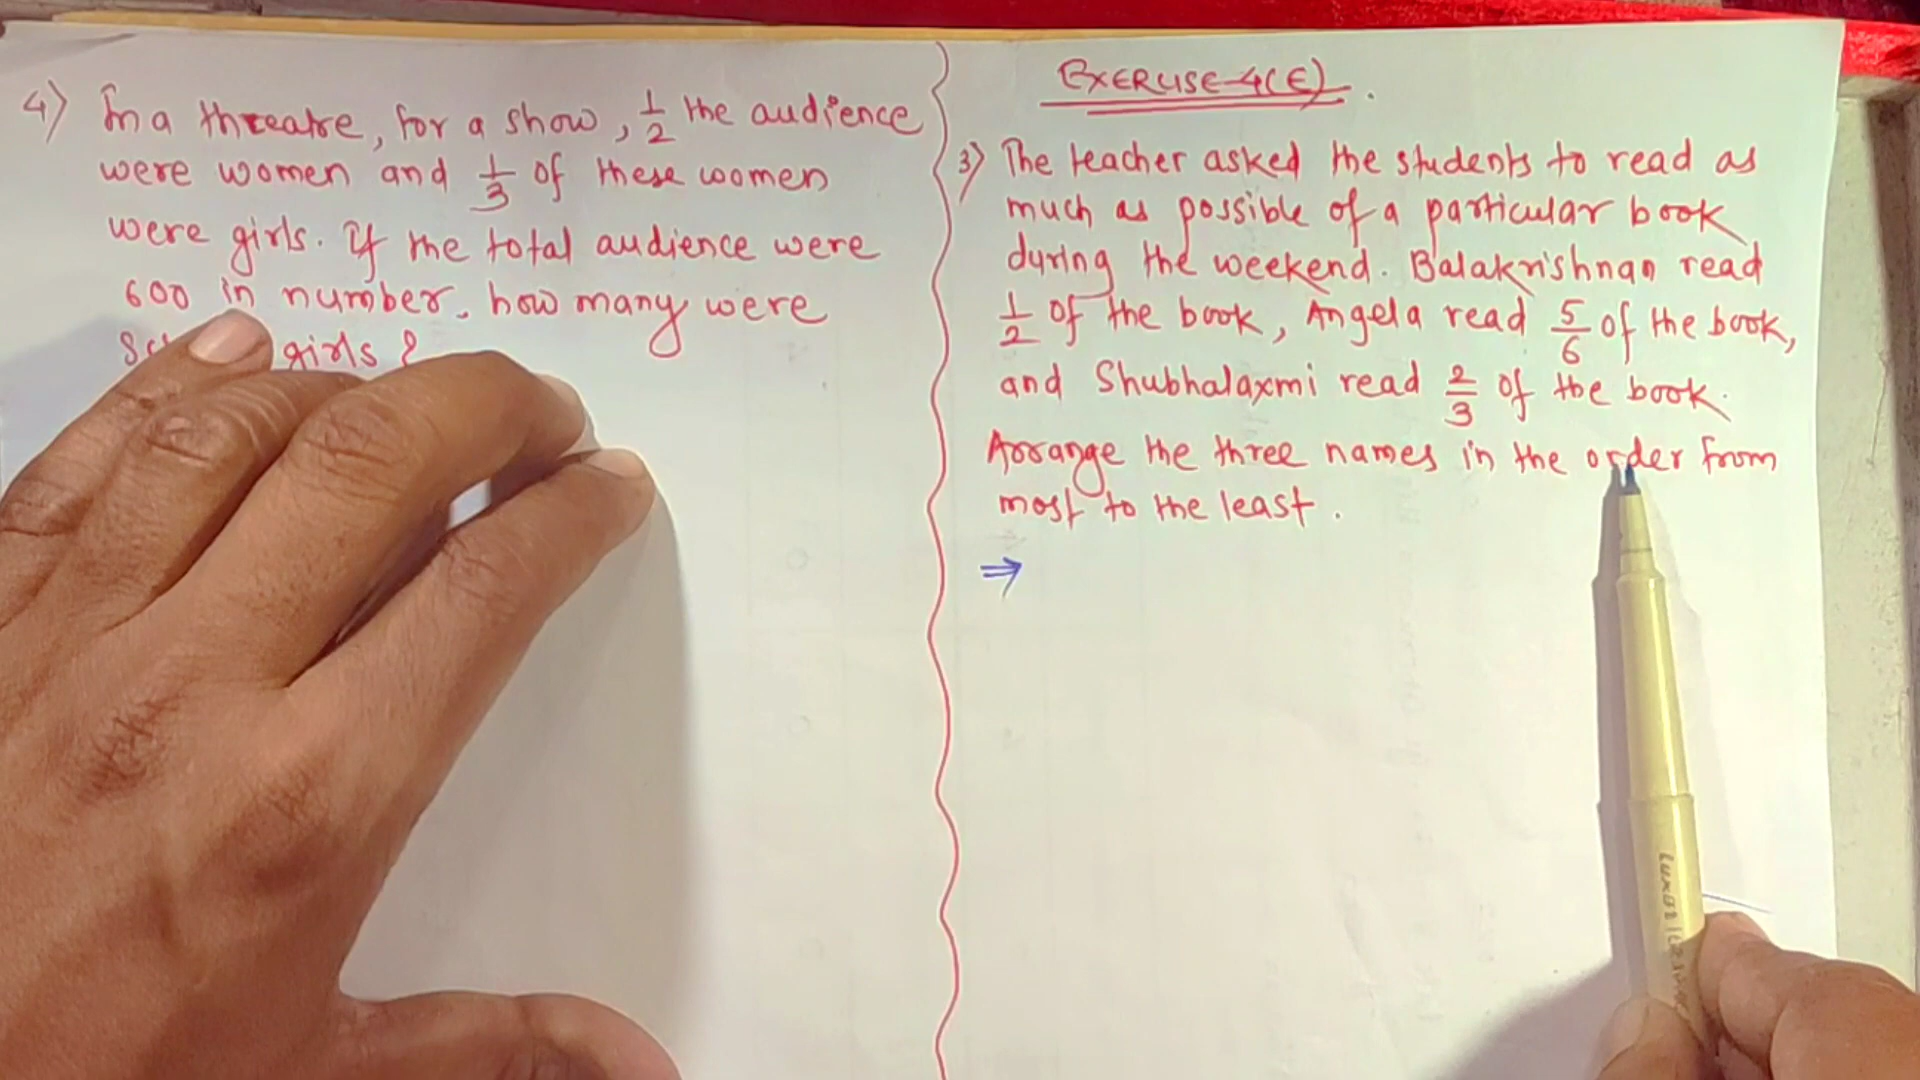 4) In a threatre, for a show, 1/2 the audience
were women and 1/3 of these women
were girls. If the total audience were
600 in number, how many were
girls ?
EXERCISE-4(E).
3) The teacher asked the students to read as
much as possible of a particular book
during the weekend. Balakrishnan read
1/2 of the book, Angela read 5/6 of the book,
and Shubhalaxmi read 2/3 of the book.
Arrange the three names in the order from
most to the least.
⇒